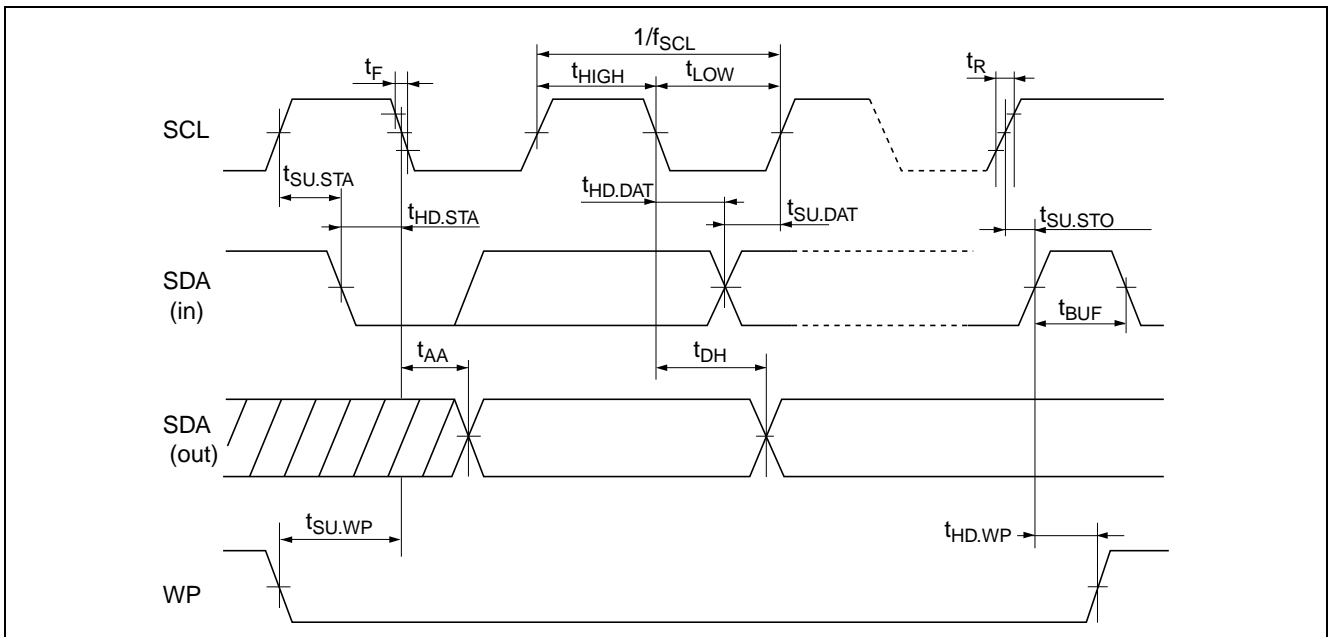 1/fSCL
tF
tHIGH
tLOW
tR
SCL
tSU.STA
tHD.STA
tHD.DAT
tSU.DAT
tSU.STO
SDA
(in)
tBUF
tAA
tDH
SDA
(out)
tSU.WP
tHD.WP
WP